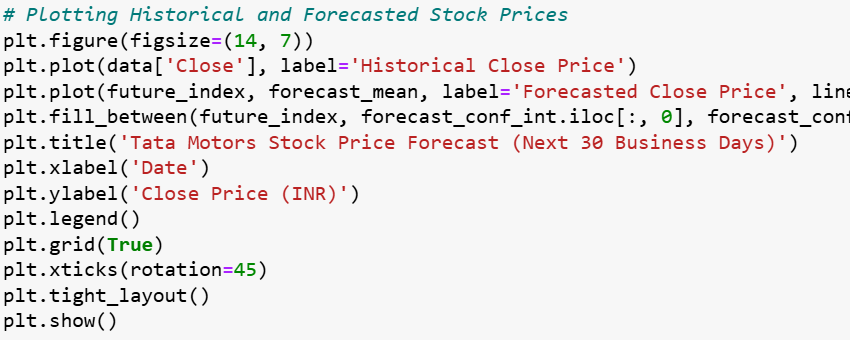 # Plotting Historical and Forecasted Stock Prices
plt.figure(figsize=(14, 7))
plt.plot(data['Close'], label='Historical Close Price')
plt.plot(future_index, forecast_mean, label='Forecasted Close Price', line
plt.fill_between(future_index, forecast_conf_int.iloc[:, 0], forecast_conf
plt.title('Tata Motors Stock Price Forecast (Next 30 Business Days)')
plt.xlabel('Date')
plt.ylabel('Close Price (INR)')
plt.legend()
plt.grid(True)
plt.xticks(rotation=45)
plt.tight_layout()
plt.show()